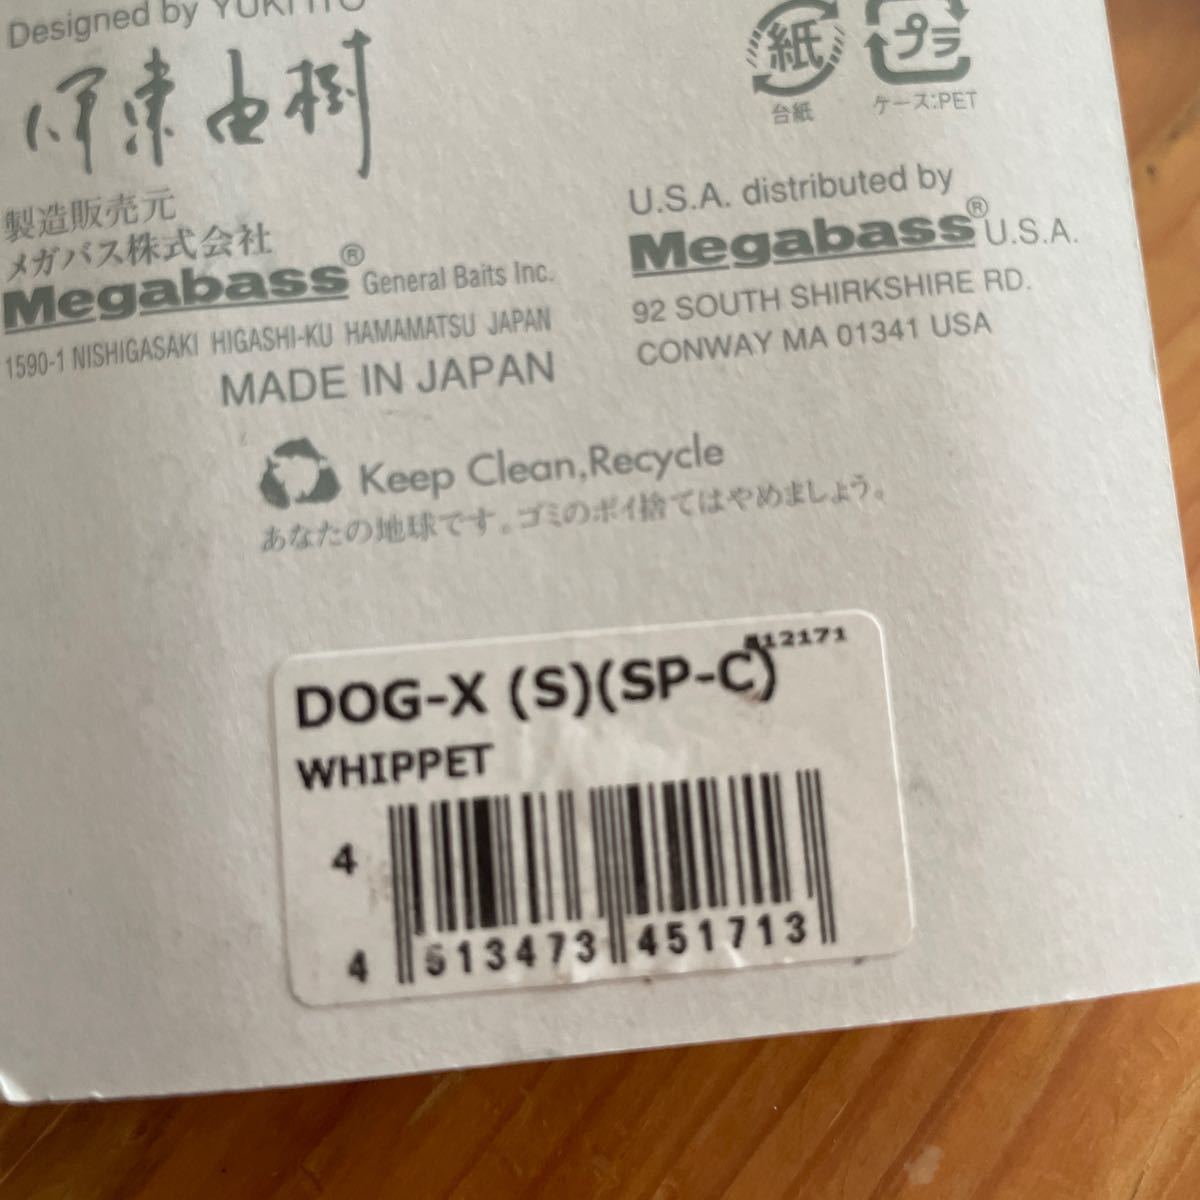 Designed by YUKI ITO
伊東由樹
紙
台紙
プラ
ケース:PET
製造販売元
メガバス株式会社
Megabass® General Baits Inc.
1590-1 NISHIGASAKI HIGASHI-KU HAMAMATSU JAPAN
MADE IN JAPAN
U.S.A. distributed by
Megabass® U.S.A.
92 SOUTH SHIRKSHIRE RD.
CONWAY MA 01341 USA
Keep Clean,Recycle
あなたの地球です。ゴミのポイ捨てはやめましょう。
12171
DOG-X (S)(SP-C)
WHIPPET
4
4 513473 451713